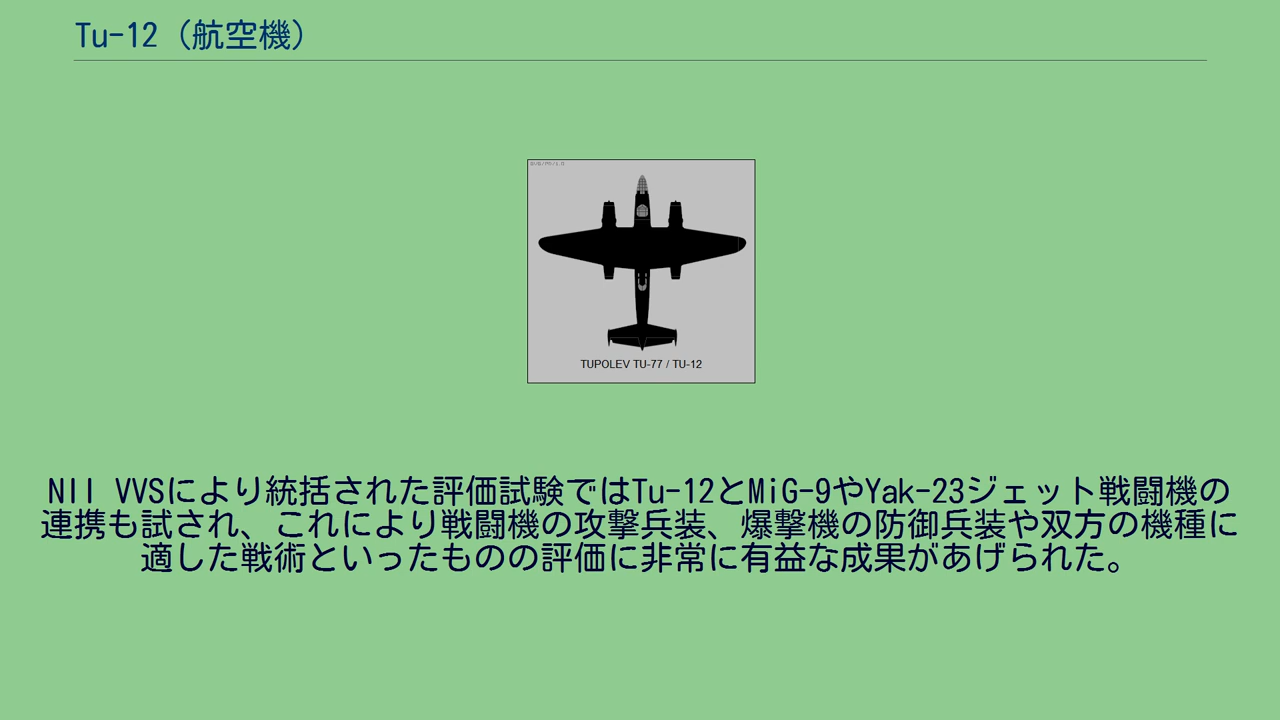 Tu-12（航空機）
TUPOLEV TU-77 / TU-12
NII VVSにより統括された評価試験ではTu-12とMiG-9やYak-23ジェット戦闘機の
連携も試され、これにより戦闘機の攻撃兵装、爆撃機の防御兵装や双方の機種に
適した戦術といったものの評価に非常に有益な成果があげられた。